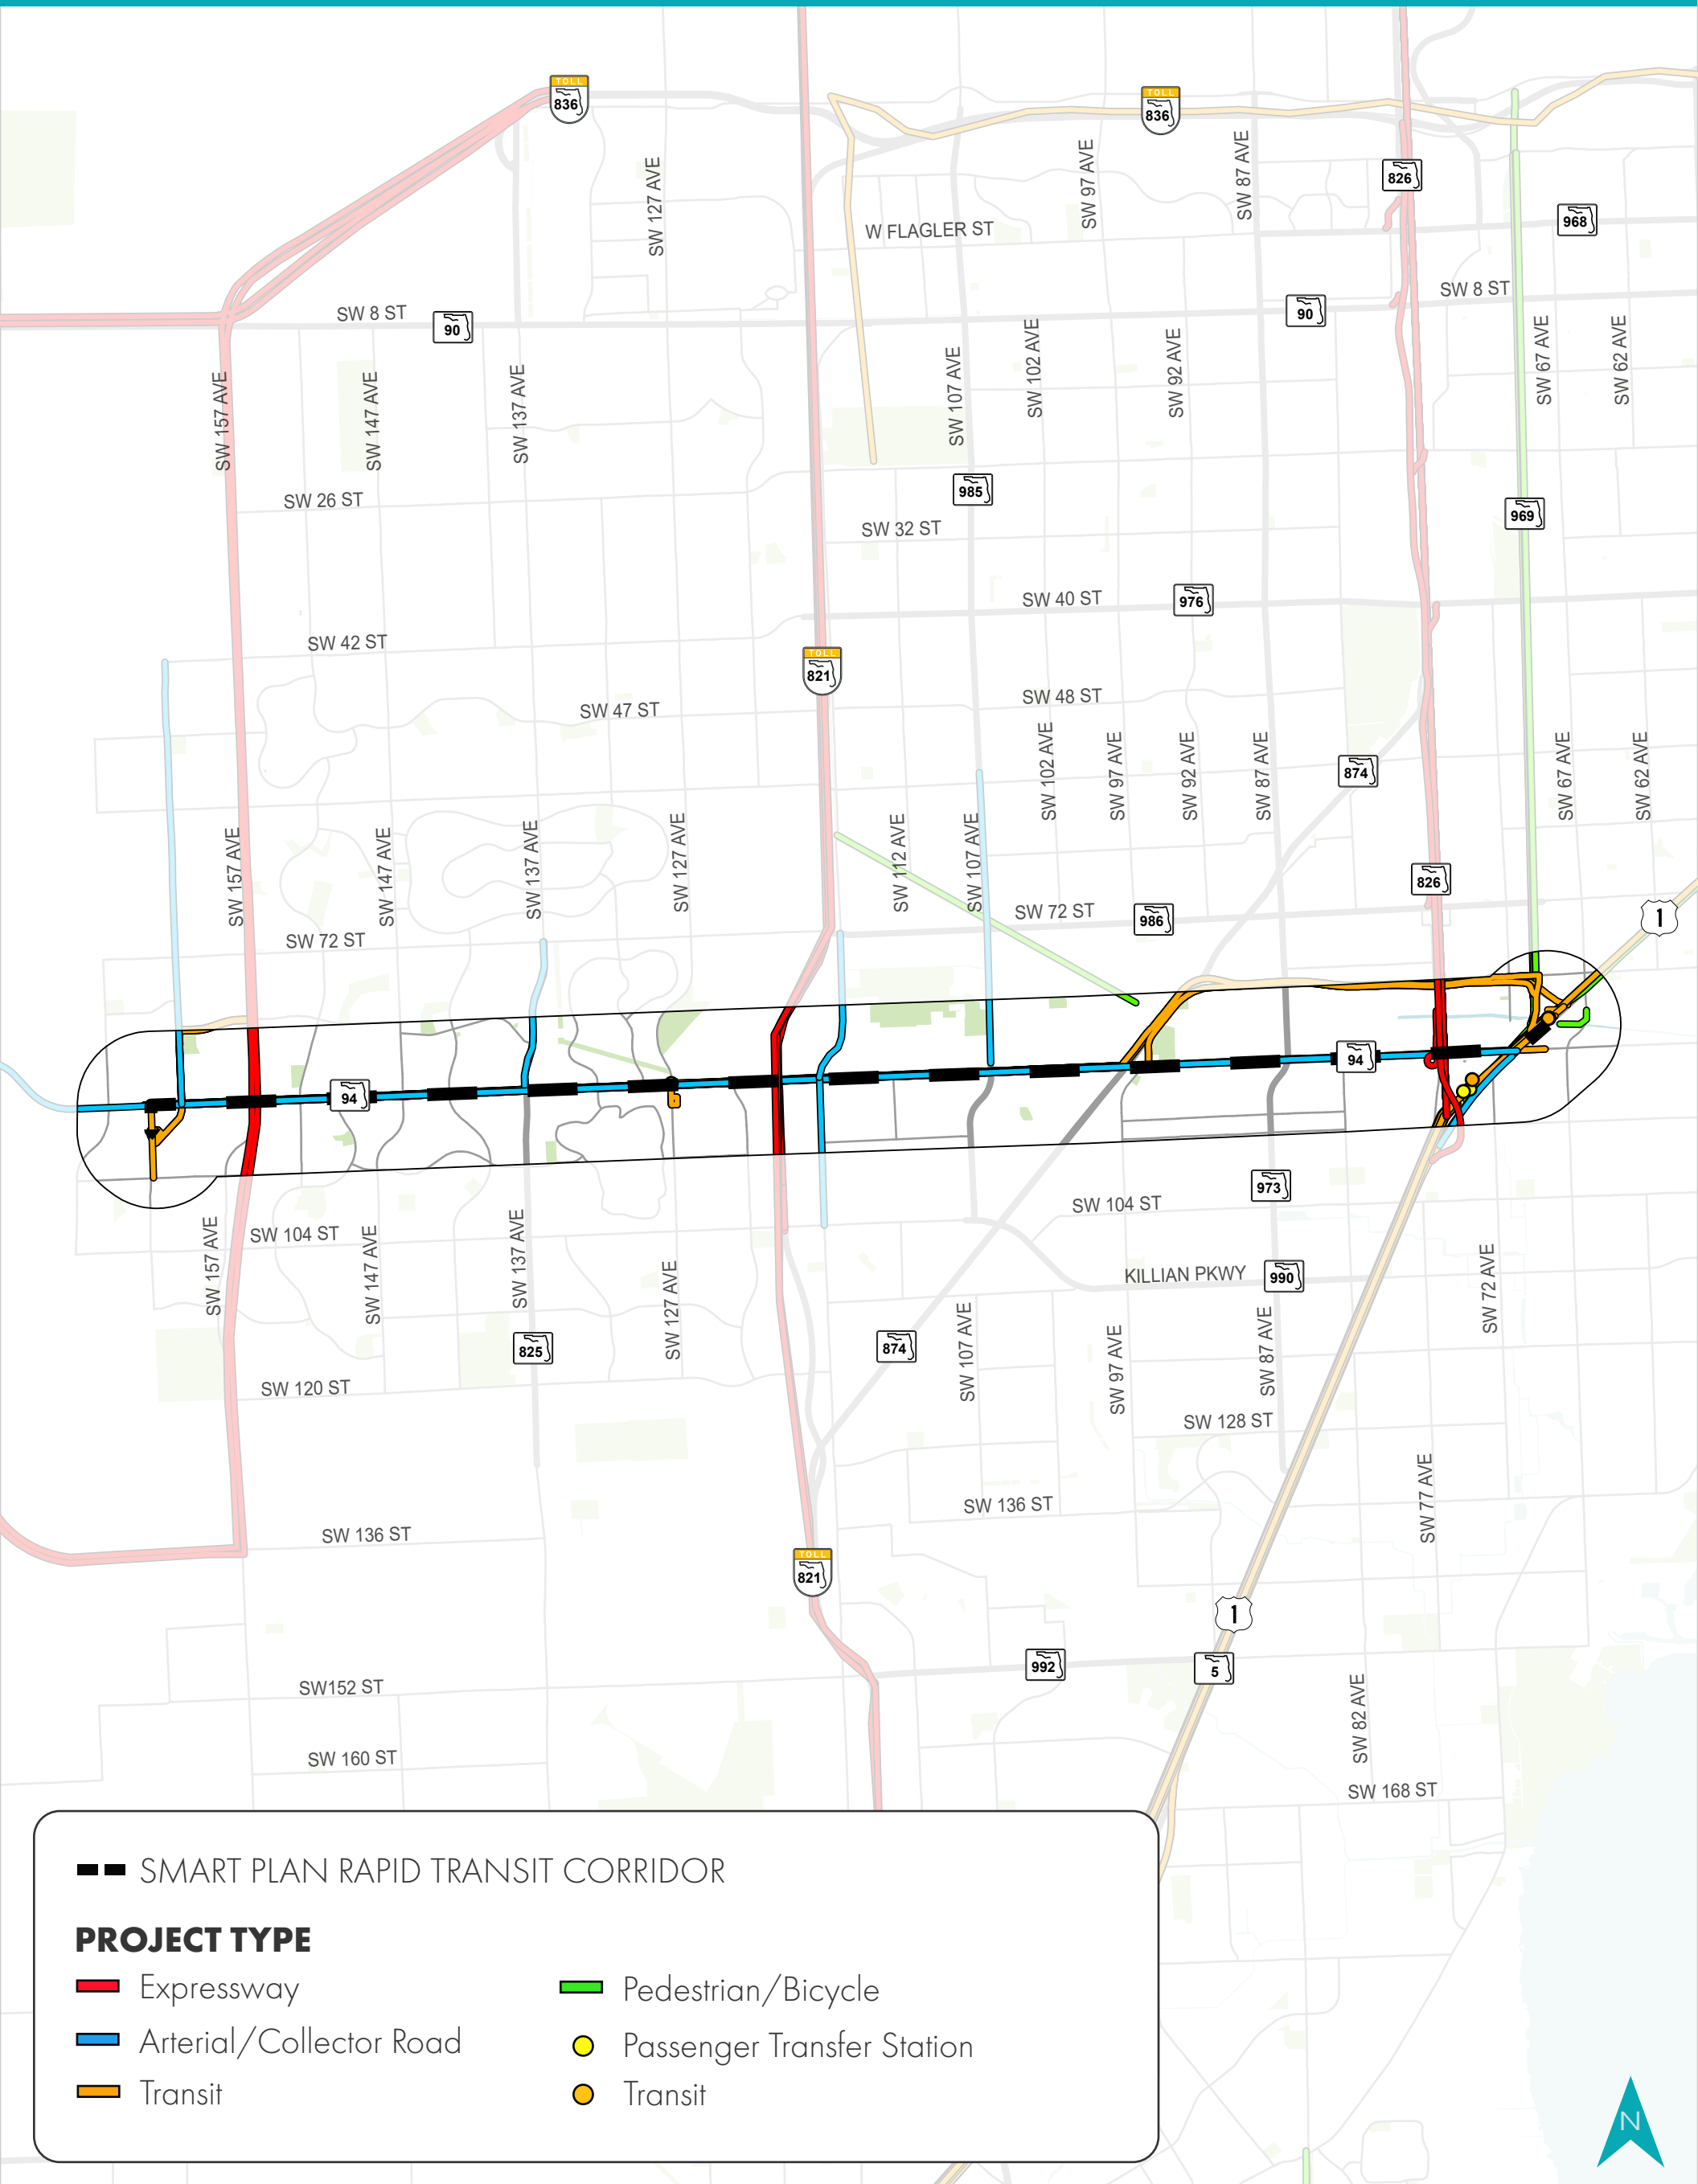 TOLL
836
TOLL
836
SW 127 AVE
SW 97 AVE
SW 87 AVE
826
968
W FLAGLER ST
SW 8 ST
90
90
SW 8 ST
SW 157 AVE
SW 147 AVE
SW 137 AVE
SW 107 AVE
SW 102 AVE
SW 92 AVE
SW 67 AVE
SW 62 AVE
SW 26 ST
985
SW 32 ST
969
SW 40 ST
976
SW 42 ST
TOLL
821
SW 47 ST
SW 48 ST
SW 102 AVE
SW 97 AVE
SW 92 AVE
SW 87 AVE
874
SW 67 AVE
SW 62 AVE
SW 157 AVE
SW 147 AVE
SW 137 AVE
SW 127 AVE
SW 112 AVE
SW 107 AVE
826
SW 72 ST
SW 72 ST
986
1
94
94
973
SW 104 ST
SW 104 ST
SW 157 AVE
SW 147 AVE
SW 137 AVE
SW 127 AVE
KILLIAN PKWY
990
SW 72 AVE
825
874
SW 107 AVE
SW 97 AVE
SW 87 AVE
SW 120 ST
SW 128 ST
SW 136 ST
SW 136 ST
SW 77 AVE
TOLL
821
1
992
5
SW152 ST
SW 82 AVE
SW 160 ST
SW 168 ST
SMART PLAN RAPID TRANSIT CORRIDOR
PROJECT TYPE
Expressway
Arterial/Collector Road
Transit
Pedestrian/Bicycle
Passenger Transfer Station
Transit
N